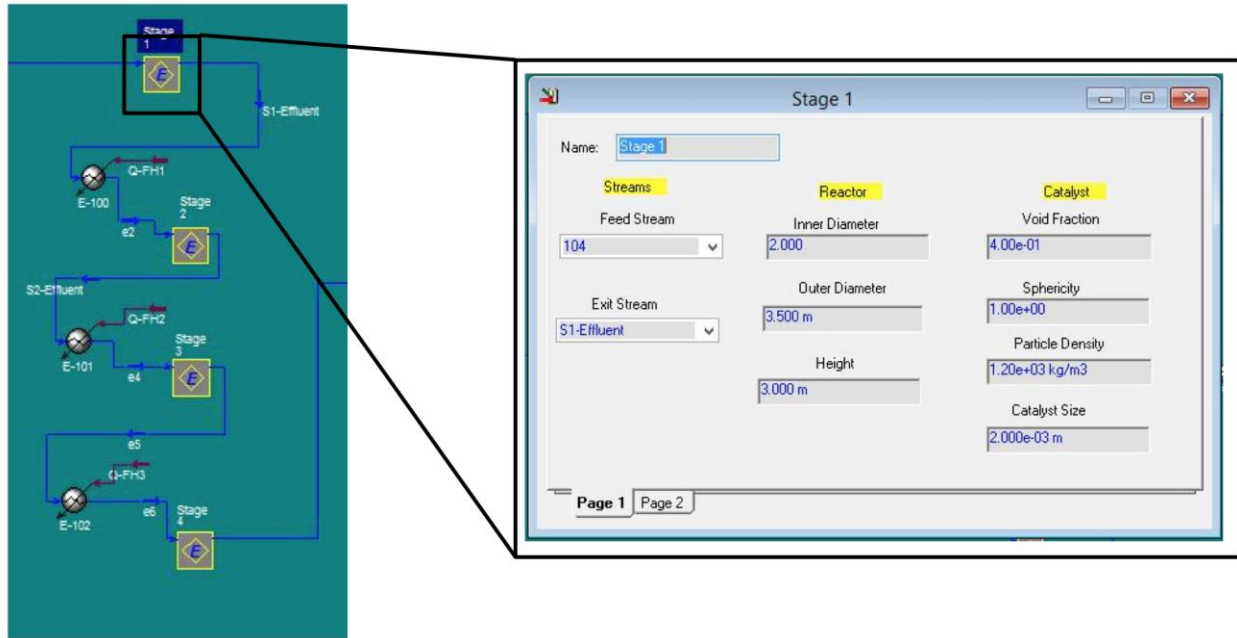 Stage
1
S1-Effluent
Q-FH1
E-100
e2
Stage
2
S2-Effluent
Q-FH2
E-101
e4
Stage
3
e5
Q-FH3
E-102
e6
Stage
4
E
E
E
E
Stage 1
Name: Stage 1
Streams
Reactor
Catalyst
Feed Stream
Inner Diameter
Void Fraction
104
2.000
4.00e-01
Outer Diameter
Sphericity
Exit Stream
3.500 m
1.00e+00
S1-Effluent
Particle Density
Height
1.20e+03 kg/m3
3.000 m
Catalyst Size
2.000e-03 m
Page 1 Page 2